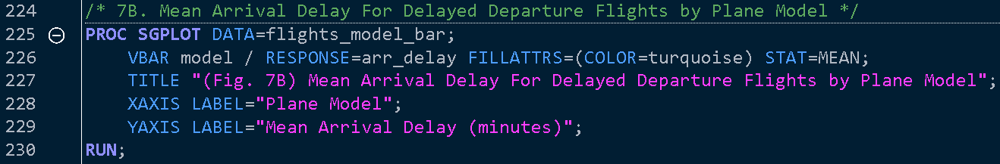 224 /* 7B. Mean Arrival Delay For Delayed Departure Flights by Plane Model */
225 PROC SGPLOT DATA=flights_model_bar;
226 VBAR model / RESPONSE=arr_delay FILLATTRS=(COLOR=turquoise) STAT=MEAN;
227 TITLE "(Fig. 7B) Mean Arrival Delay For Delayed Departure Flights by Plane Model";
228 XAXIS LABEL="Plane Model";
229 YAXIS LABEL="Mean Arrival Delay (minutes)";
230 RUN;